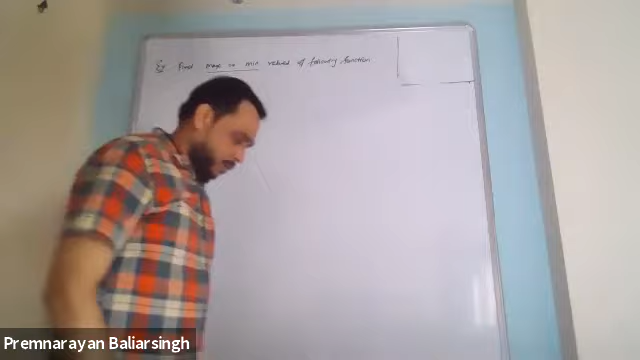 Ex Find max or min values of following function
Premnarayan Baliarsingh